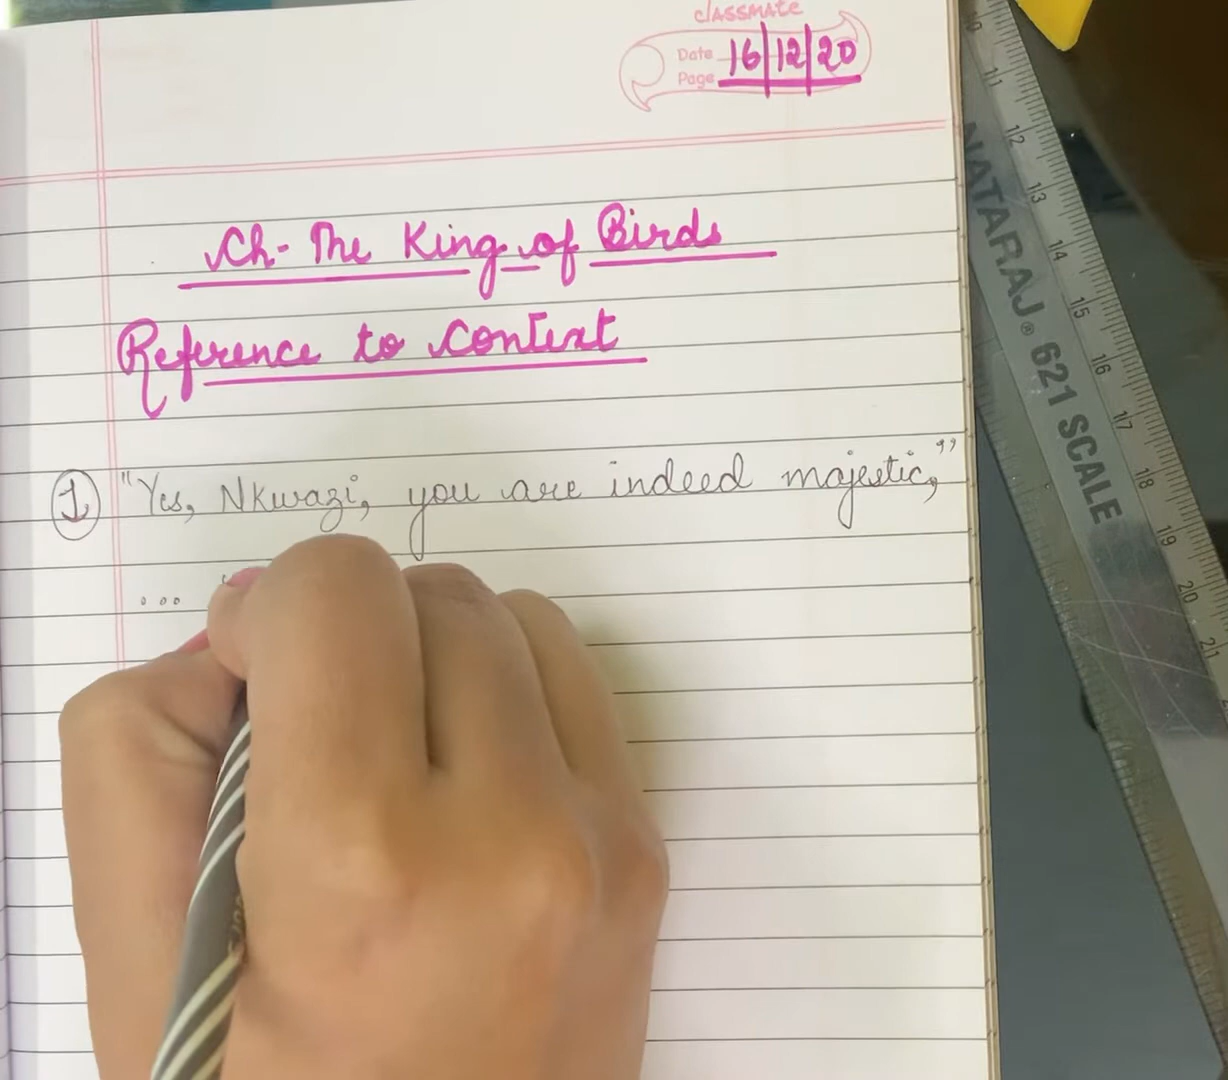 classmate
Date 16/12/20
Page
Ch- The King of Birds
Reference to Context
1 "Yes, NKwazi, you are indeed majestic,"
... "
NATARAJ® 621 SCALE
10 11 12 13 14 15 16 17 18 19 20 21